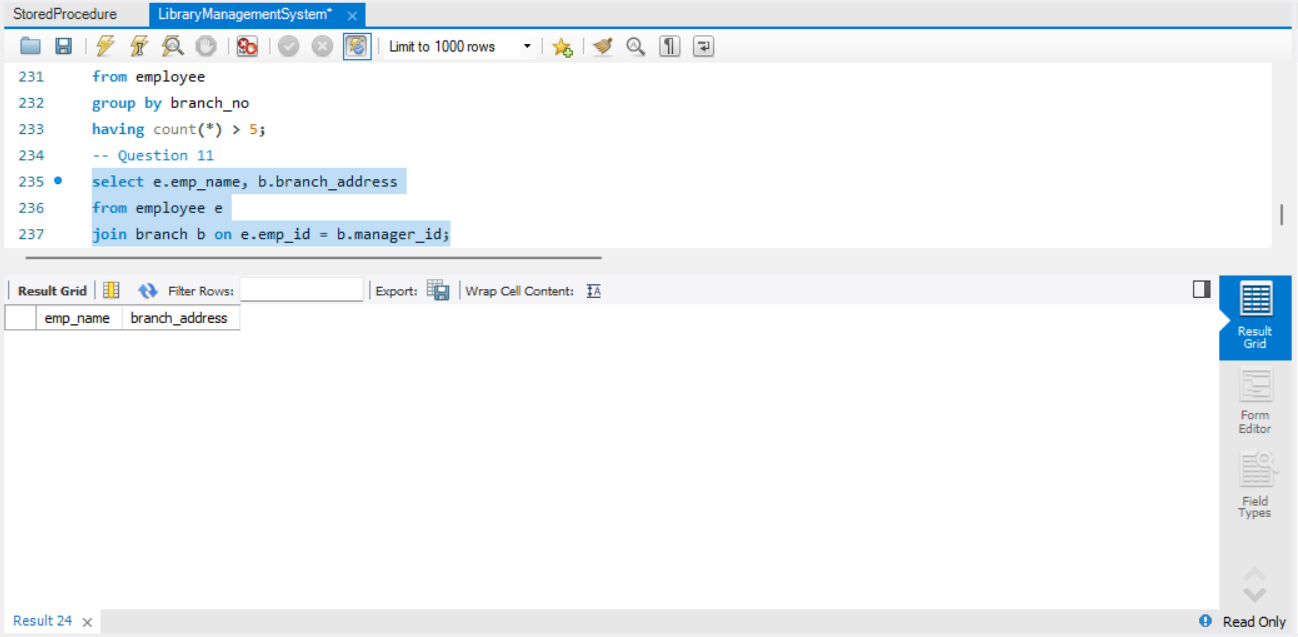 StoredProcedure LibraryManagementSystem*
Limit to 1000 rows
231 from employee
232 group by branch_no
233 having count(*) > 5;
234 -- Question 11
235 select e.emp_name, b.branch_address
236 from employee e
237 join branch b on e.emp_id = b.manager_id;
Result Grid Filter Rows: Export: Wrap Cell Content:
emp_name branch_address
Result
Grid
Form
Editor
Field
Types
Result 24 Read Only